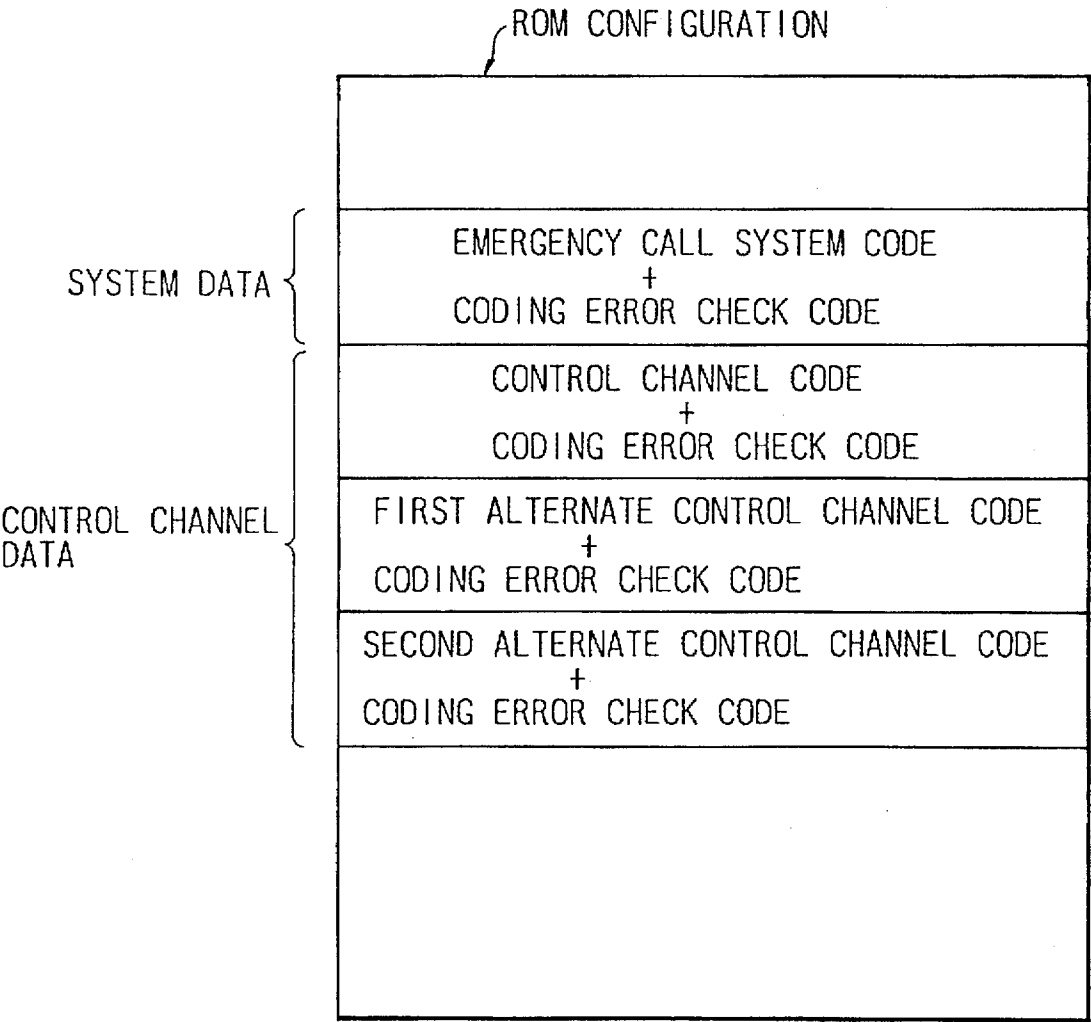 ROM CONFIGURATION
SYSTEM DATA
EMERGENCY CALL SYSTEM CODE
+
CODING ERROR CHECK CODE
CONTROL CHANNEL
DATA
CONTROL CHANNEL CODE
+
CODING ERROR CHECK CODE
FIRST ALTERNATE CONTROL CHANNEL CODE
+
CODING ERROR CHECK CODE
SECOND ALTERNATE CONTROL CHANNEL CODE
+
CODING ERROR CHECK CODE